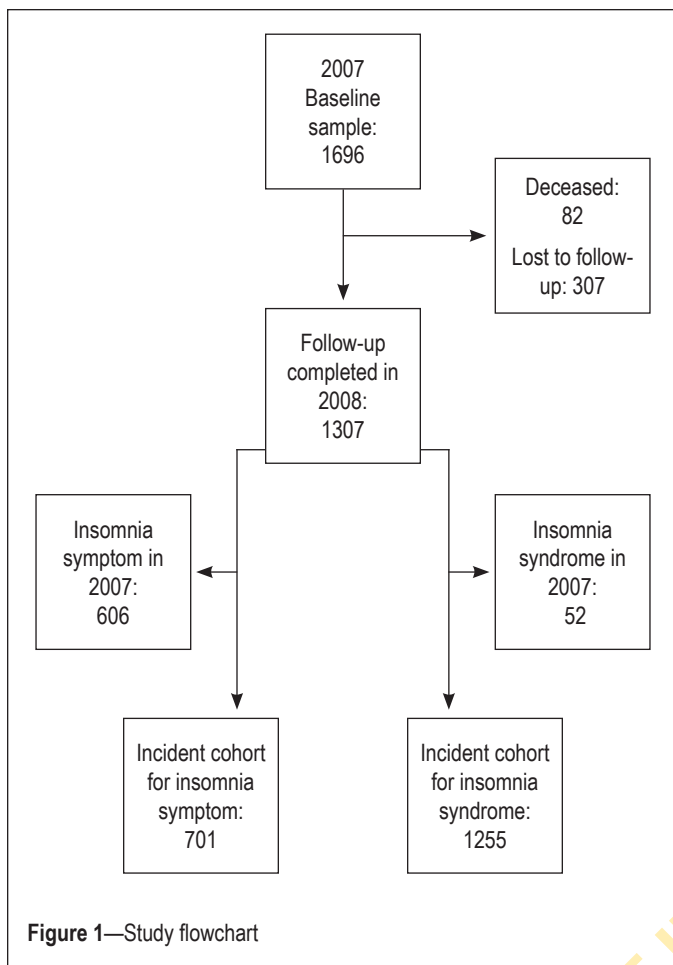 2007
Baseline
sample:
1696
Deceased:
82
Lost to follow-
up: 307
Follow-up
completed in
2008:
1307
Insomnia
symptom in
2007:
606
Insomnia
syndrome in
2007:
52
Incident cohort
for insomnia
symptom:
701
Incident cohort
for insomnia
syndrome:
1255
Figure 1—Study flowchart